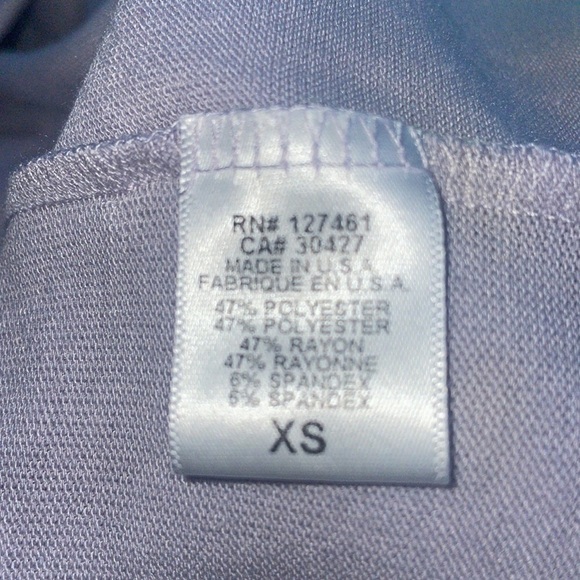 RN# 127461
CA# 30427
MADE IN U.S.A.
FABRIQUE EN U.S.A.
47% POLYESTER
47% POLYESTER
47% RAYON
47% RAYONNE
6% SPANDEX
6% SPANDEX
XS